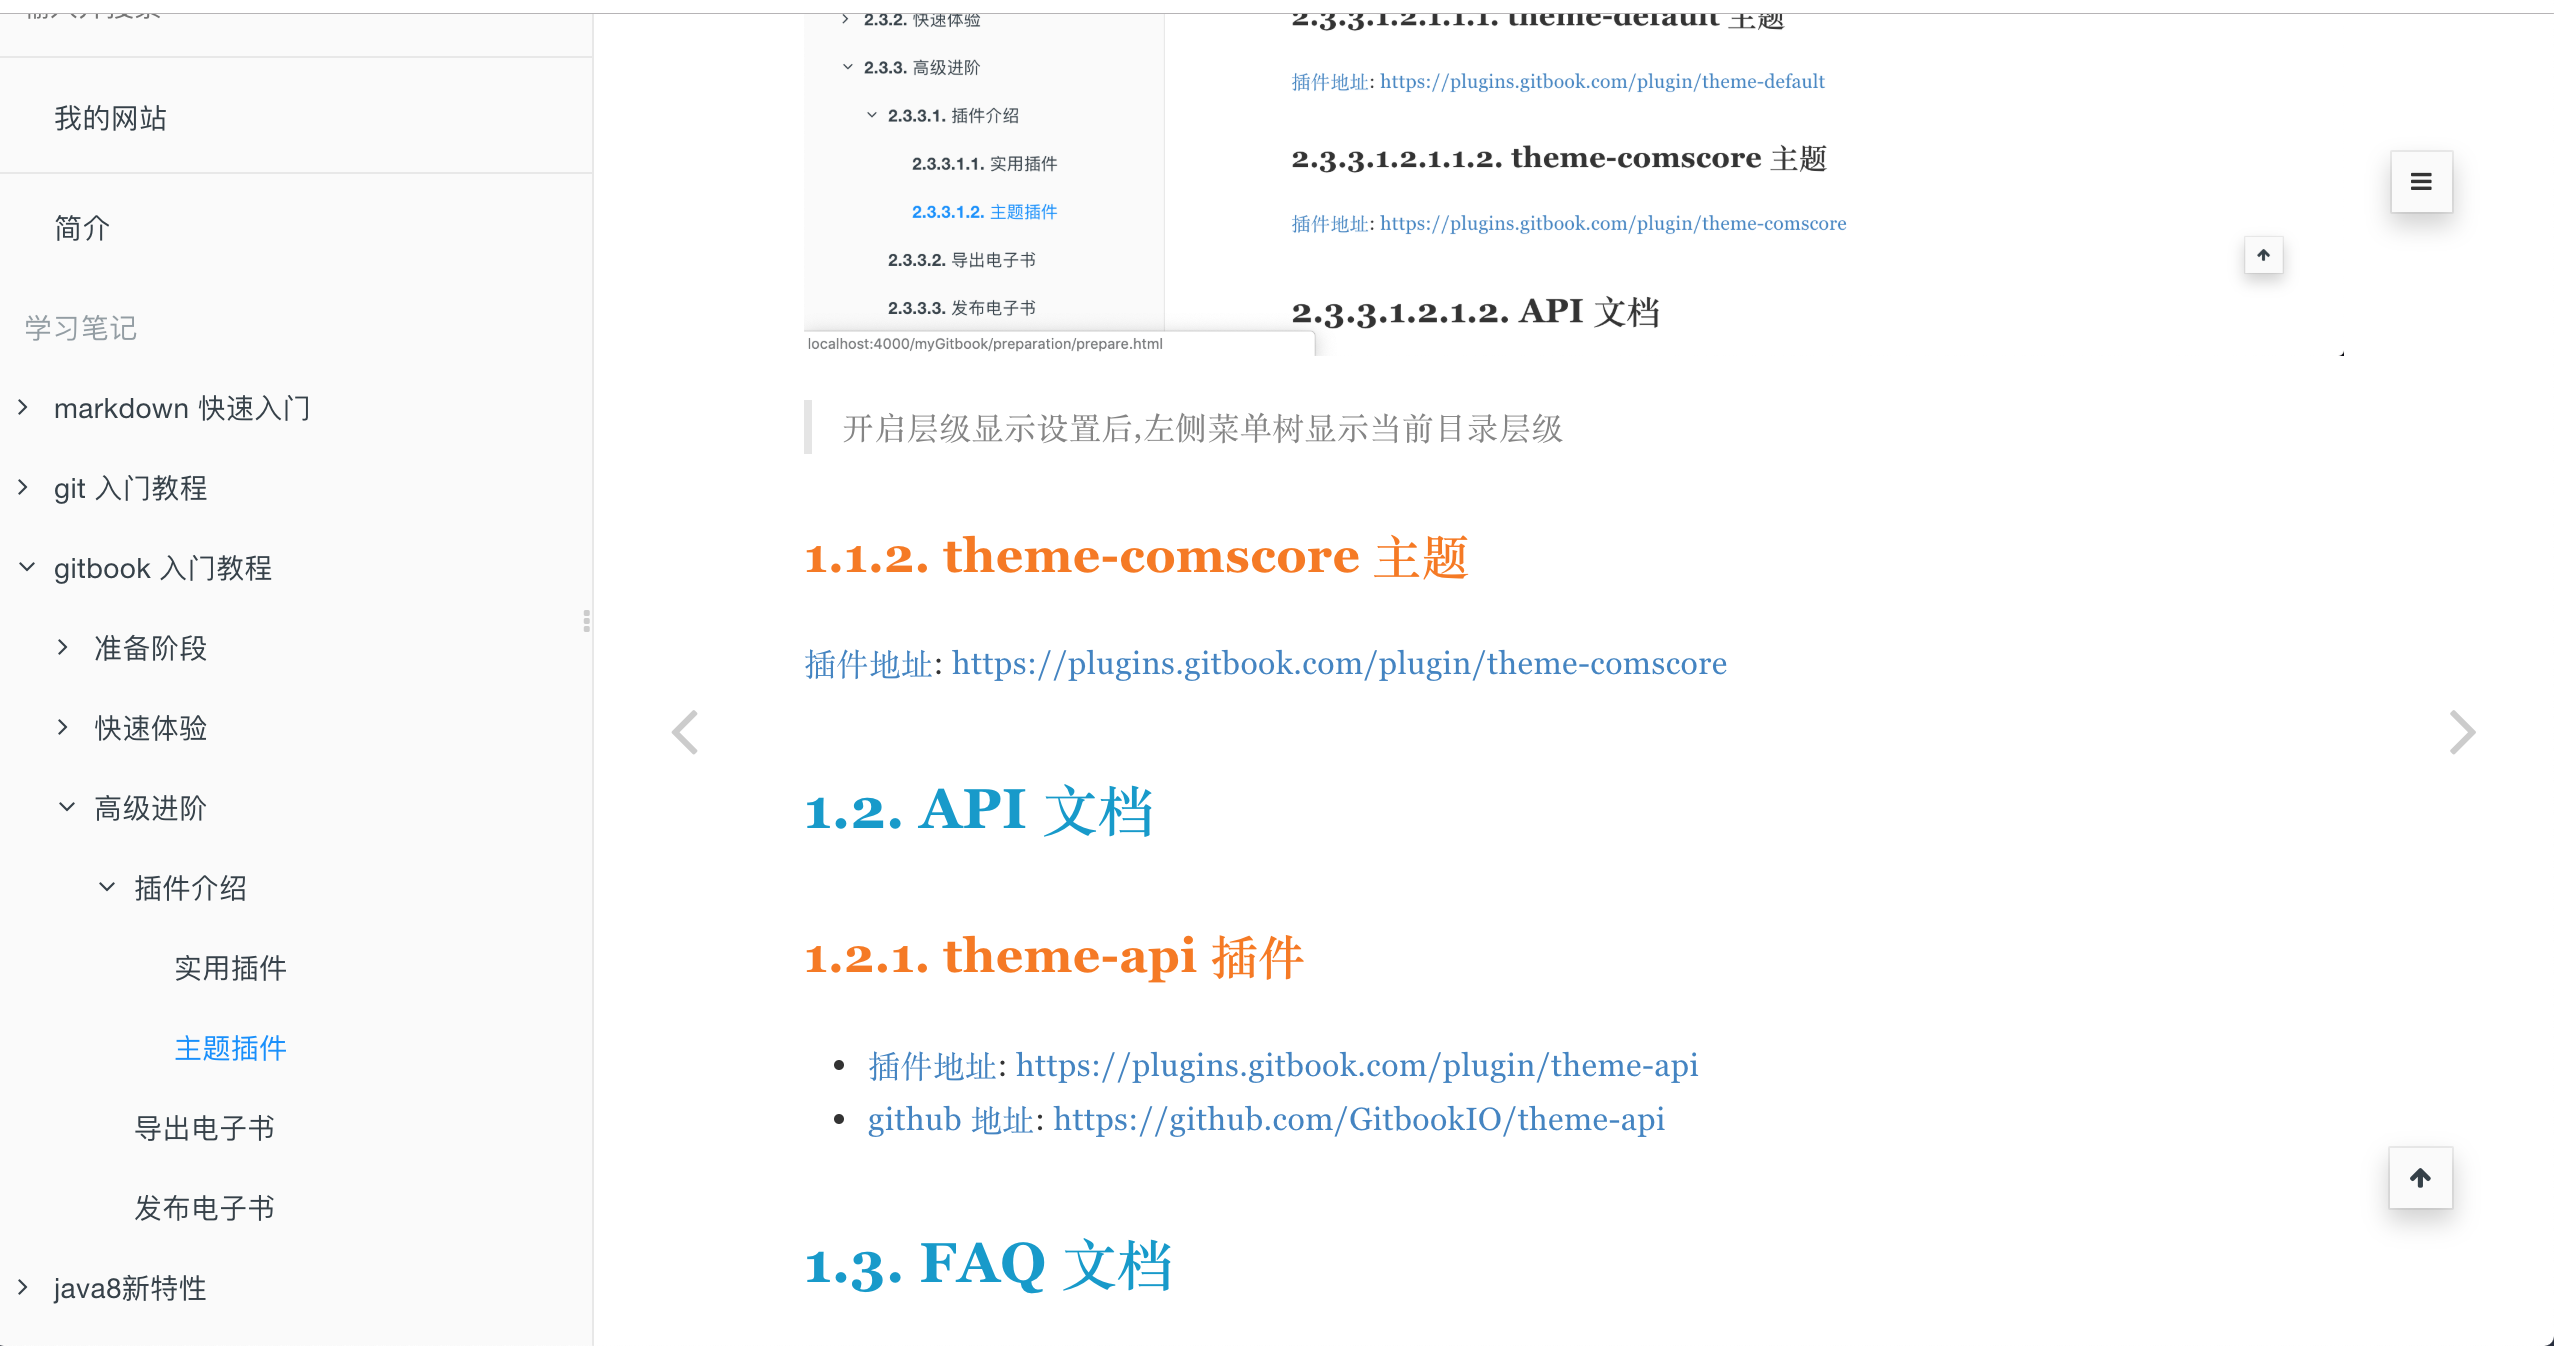 输入并搜索
我的网站
简介
学习笔记
markdown 快速入门
git 入门教程
gitbook 入门教程
准备阶段
快速体验
高级进阶
插件介绍
实用插件
主题插件
导出电子书
发布电子书
java8新特性
2.3.2. 快速体验
2.3.3. 高级进阶
2.3.3.1. 插件介绍
2.3.3.1.1. 实用插件
2.3.3.1.2. 主题插件
2.3.3.2. 导出电子书
2.3.3.3. 发布电子书
localhost:4000/myGitbook/preparation/prepare.html
2.3.3.1.2.1.1.1. theme-default 主题
插件地址: https://plugins.gitbook.com/plugin/theme-default
2.3.3.1.2.1.1.2. theme-comscore 主题
插件地址: https://plugins.gitbook.com/plugin/theme-comscore
2.3.3.1.2.1.2. API 文档
开启层级显示设置后,左侧菜单树显示当前目录层级
1.1.2. theme-comscore 主题
插件地址: https://plugins.gitbook.com/plugin/theme-comscore
1.2. API 文档
1.2.1. theme-api 插件
插件地址: https://plugins.gitbook.com/plugin/theme-api
github 地址: https://github.com/GitbookIO/theme-api
1.3. FAQ 文档